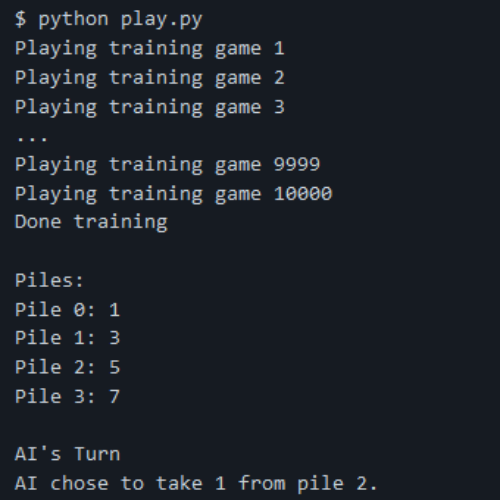 $ python play.py
Playing training game 1
Playing training game 2
Playing training game 3
...
Playing training game 9999
Playing training game 10000
Done training
Piles:
Pile 0: 1
Pile 1: 3
Pile 2: 5
Pile 3: 7
AI's Turn
AI chose to take 1 from pile 2.